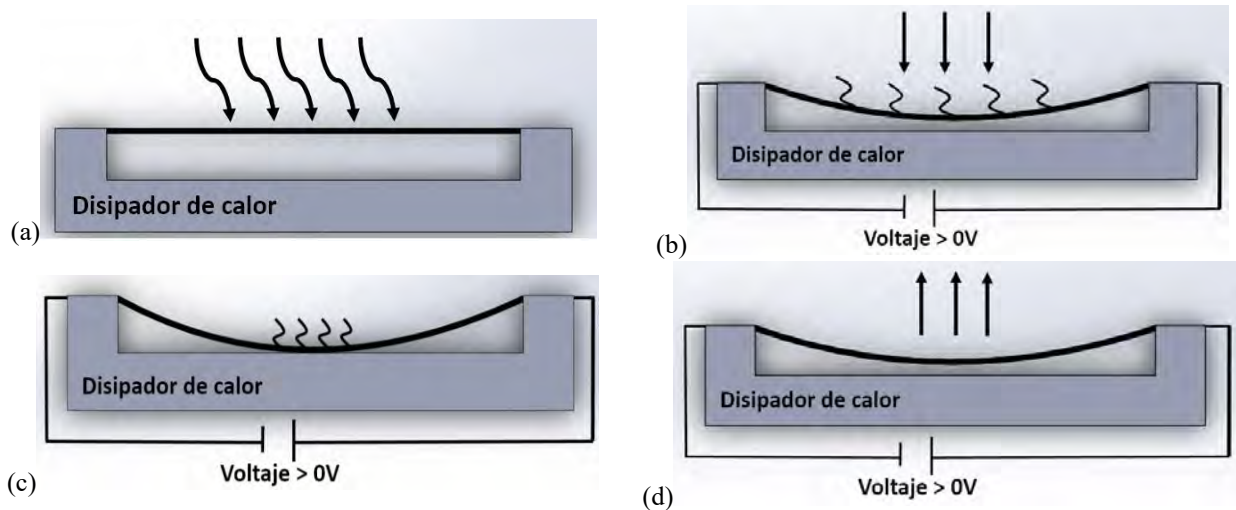 Disipador de calor
(a)
Disipador de calor
Voltaje > 0V
(b)
Disipador de calor
Voltaje > 0V
(c)
Disipador de calor
Voltaje > 0V
(d)